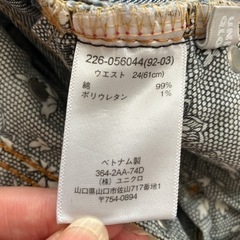 226-056044(92-03)
ウエスト 24(61cm)
綿 99%
ポリウレタン 1%
ベトナム製
364-2AA-74D
(株) ユニクロ
山口県山口市佐山717番地1
〒754-0894